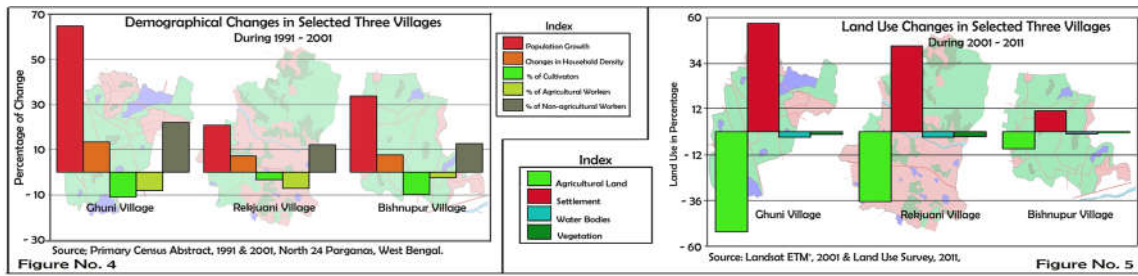 Demographical Changes in Selected Three Villages
During 1991 - 2001
Percentage of Change
70
50
30
10
-10
-30
Ghuni Village
Rekjuani Village
Bishnupur Village
Source; Primary Census Abstract, 1991 & 2001, North 24 Parganas, West Bengal.
Figure No. 4
Index
Population Growth
Changes in Household Density
% of Cultivators
% of Agricultural Workers
% of Non-agricultural Workers
Index
Agricultural Land
Settlement
Water Bodies
Vegetation
Land Use Changes in Selected Three Villages
During 2001 - 2011
Land Use in Percentage
60
34
12
-12
-36
-60
Ghuni Village
Rekjuani Village
Bishnupur Village
Source: Landsat ETM⁺, 2001 & Land Use Survey, 2011,
Figure No. 5